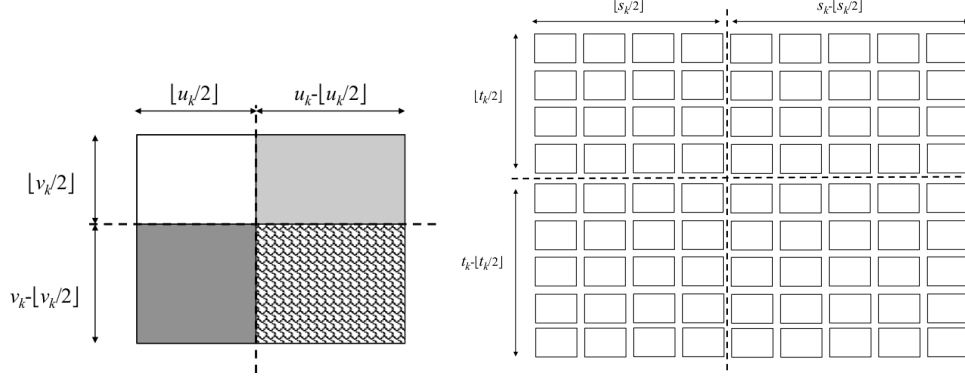 ⌊u_k/2⌋
u_k-⌊u_k/2⌋
⌊v_k/2⌋
v_k-⌊v_k/2⌋
⌊s_k/2⌋
s_k-⌊s_k/2⌋
⌊t_k/2⌋
t_k-⌊t_k/2⌋